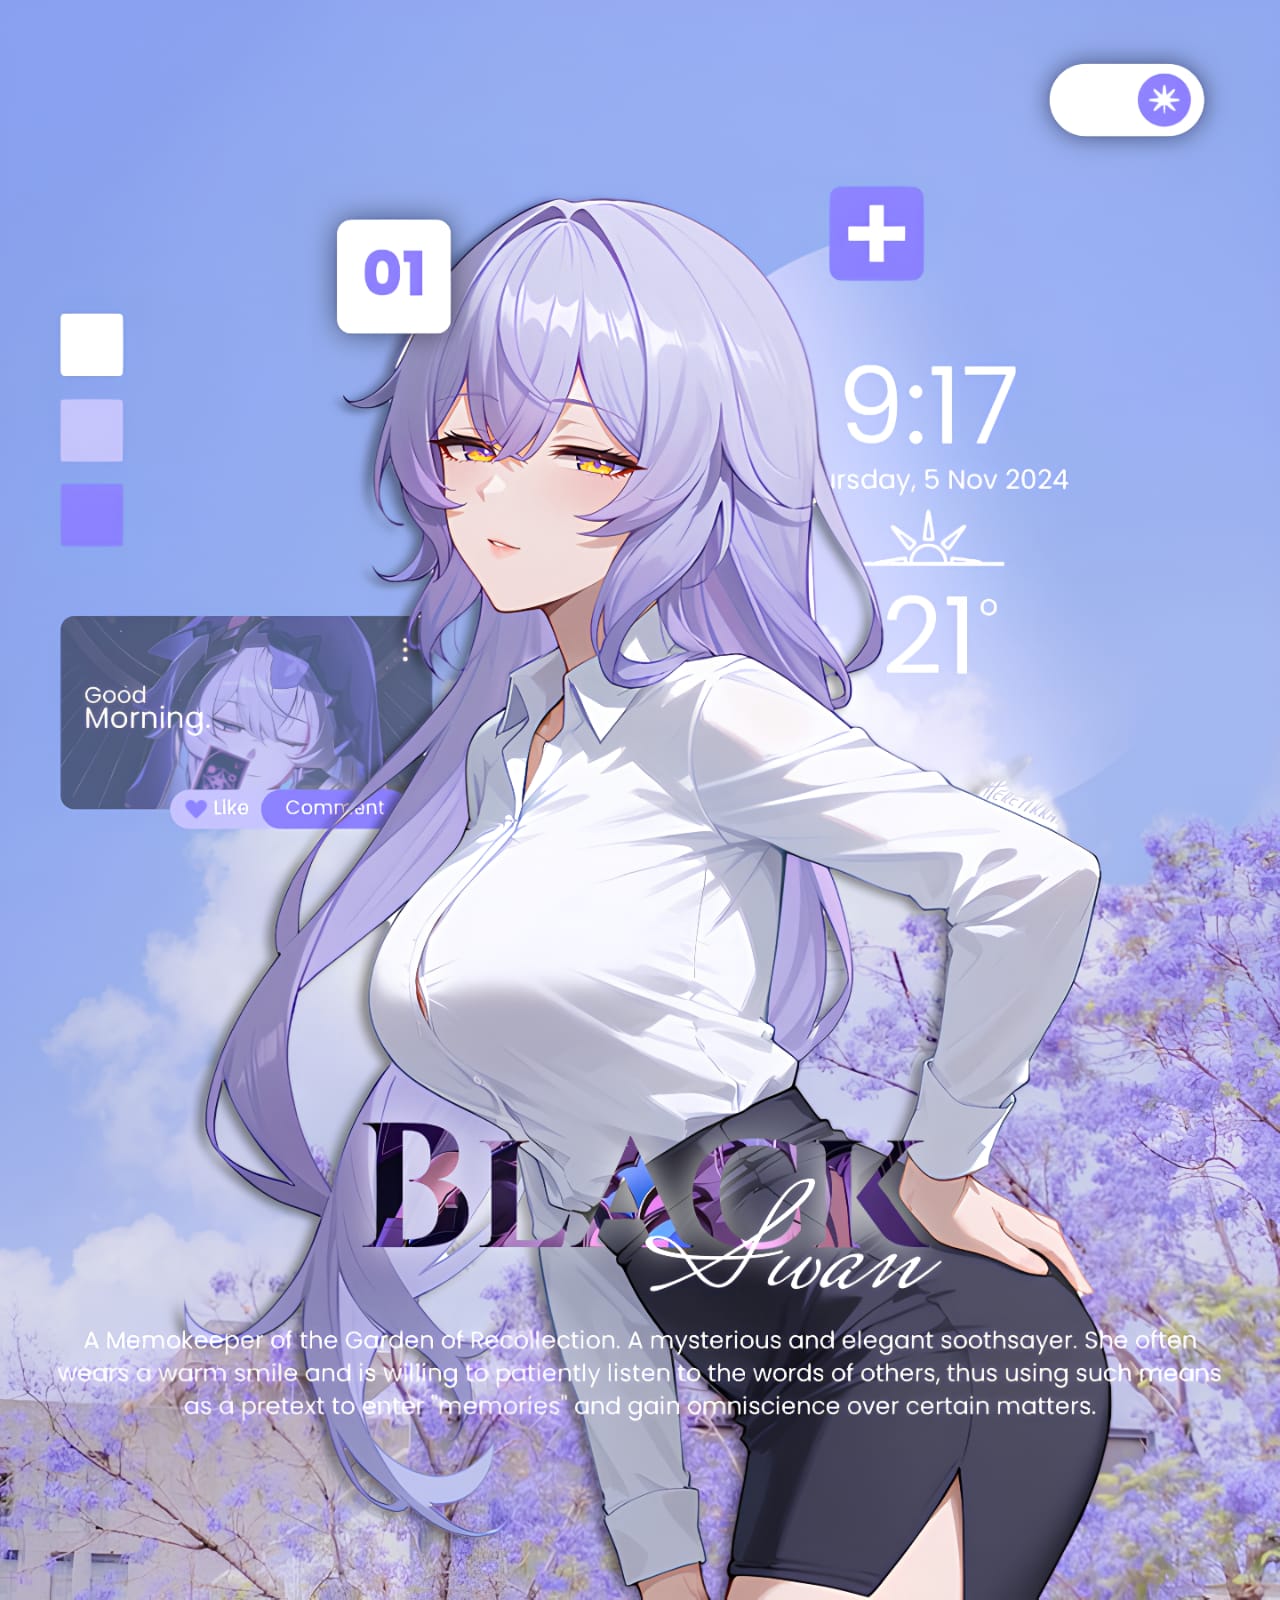 01
9:17
ursday, 5 Nov 2024
21°
Good
Morning.
Like
Comment
BLACK
Swan
A Memokeeper of the Garden of Recollection. A mysterious and elegant soothsayer. She often
wears a warm smile and is willing to patiently listen to the words of others, thus using such means
as a pretext to enter "memories" and gain omniscience over certain matters.